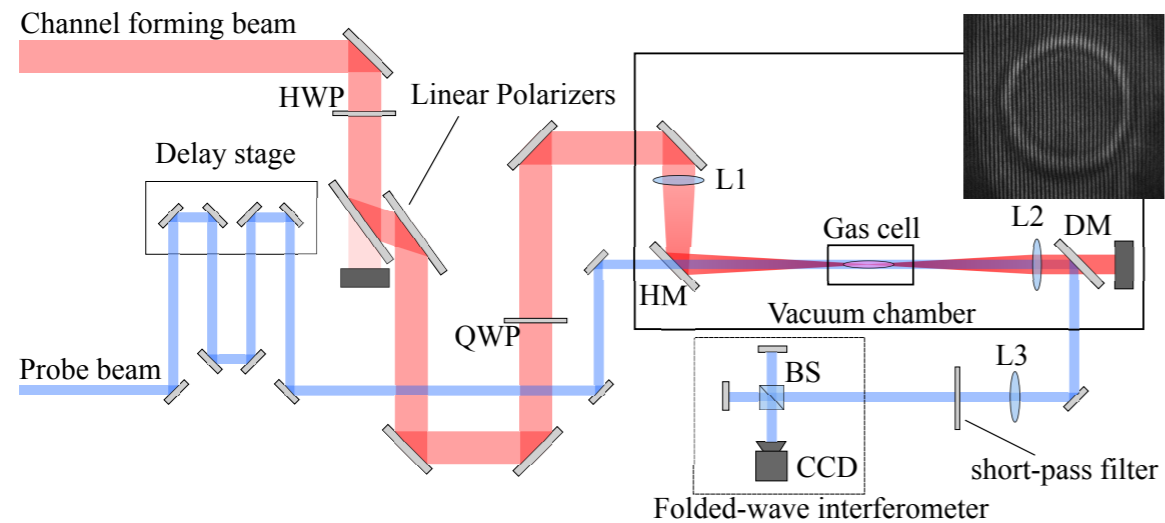 Channel forming beam
HWP
Linear Polarizers
Delay stage
L1
Gas cell
L2
DM
HM
Vacuum chamber
QWP
Probe beam
BS
L3
CCD
short-pass filter
Folded-wave interferometer